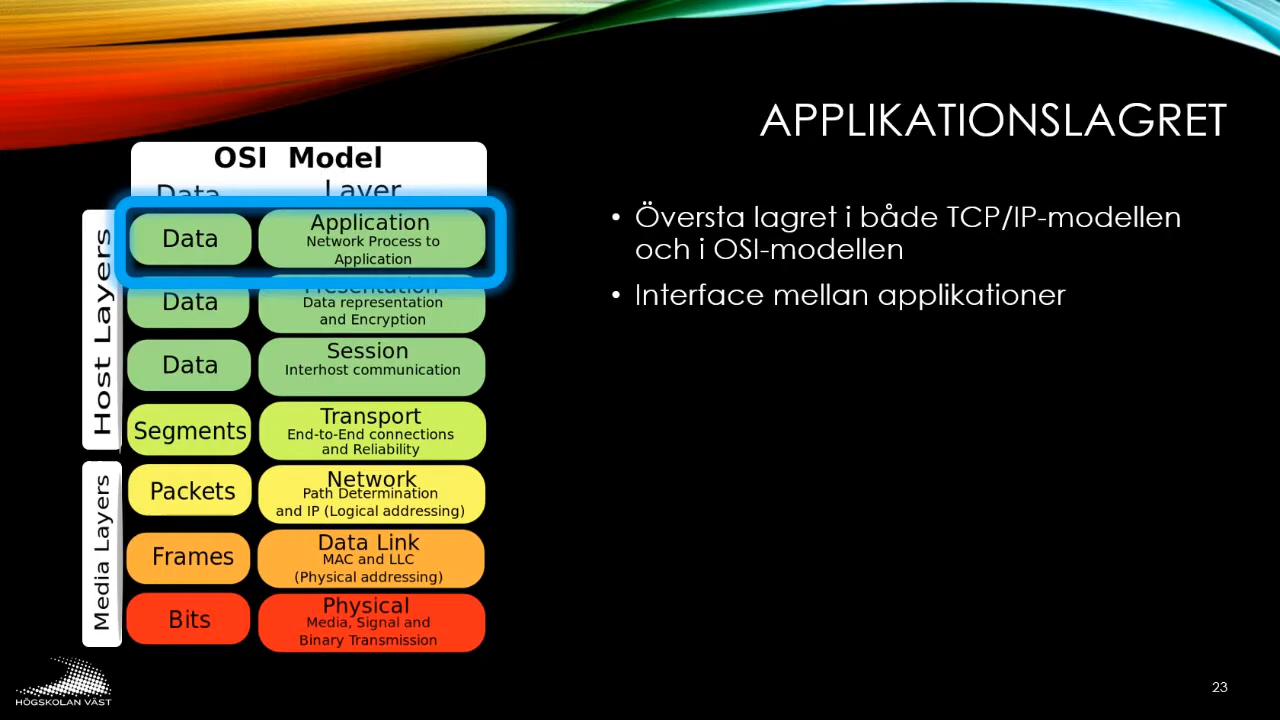 APPLIKATIONSLAGRET
OSI Model
Data Layer
Host Layers
Data
Application
Network Process to
Application
Data
Presentation
Data representation
and Encryption
Data
Session
Interhost communication
Segments
Transport
End-to-End connections
and Reliability
Media Layers
Packets
Network
Path Determination
and IP (Logical addressing)
Frames
Data Link
MAC and LLC
(Physical addressing)
Bits
Physical
Media, Signal and
Binary Transmission
• Översta lagret i både TCP/IP-modellen
och i OSI-modellen
• Interface mellan applikationer
HÖGSKOLAN VÄST
23